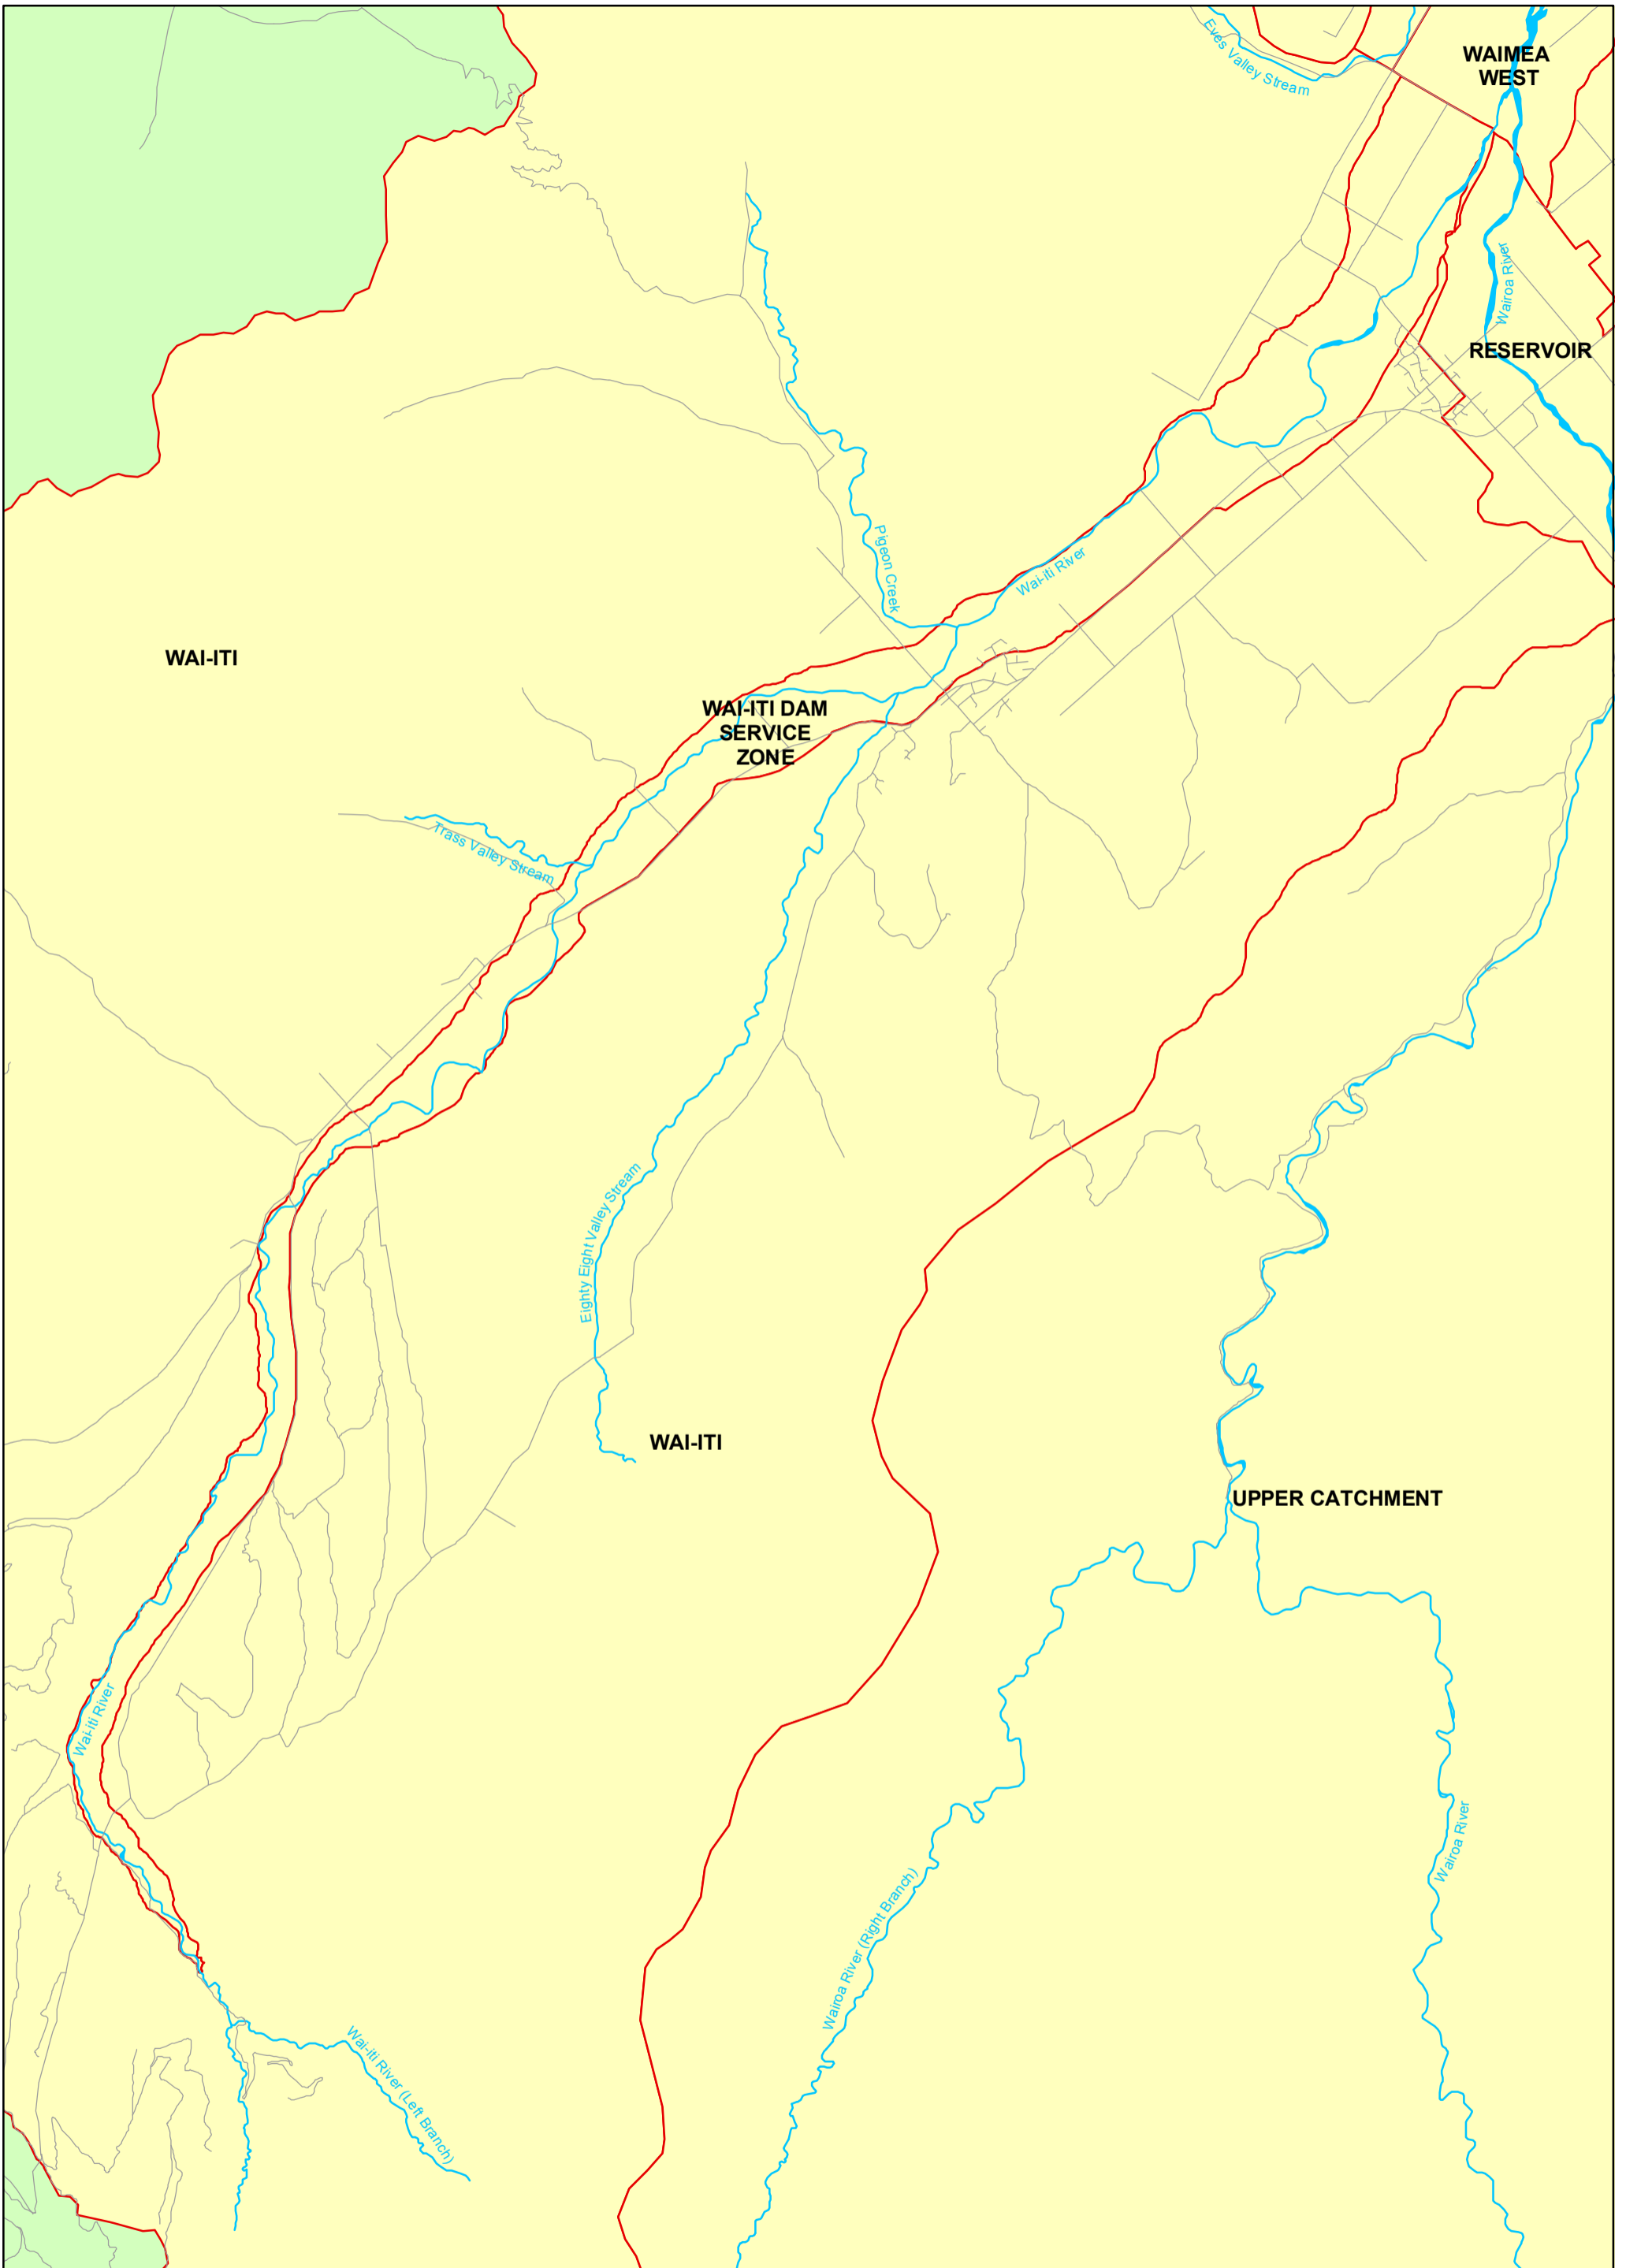 Eves Valley Stream
WAIMEA
WEST
Wairoa River
RESERVOIR
Pigeon Creek
Wai-iti River
WAI-ITI
WAI-ITI DAM
SERVICE
ZONE
Trass Valley Stream
Eighty Eight Valley Stream
WAI-ITI
UPPER CATCHMENT
Wai-iti River
Wairoa River
Wairoa River (Right Branch)
Wai-iti River (Left Branch)